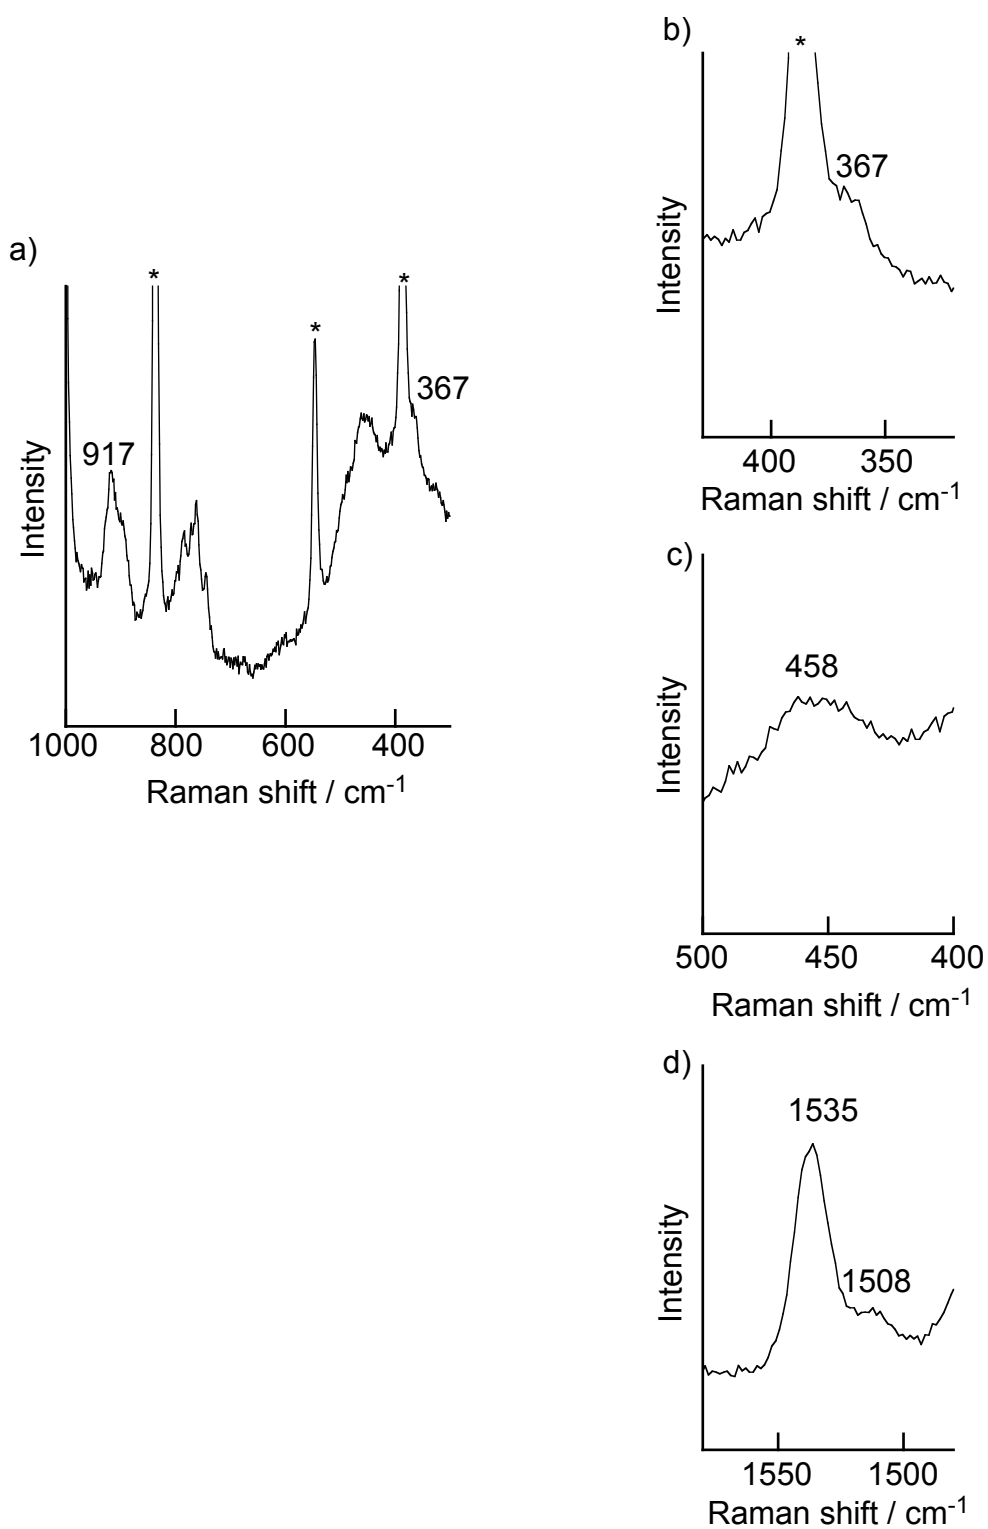 a)
*
*
*
917
367
Intensity
1000 800 600 400
Raman shift / cm-1
b)
*
367
Intensity
400 350
Raman shift / cm-1
c)
458
Intensity
500 450 400
Raman shift / cm-1
d)
1535
1508
Intensity
1550 1500
Raman shift / cm-1